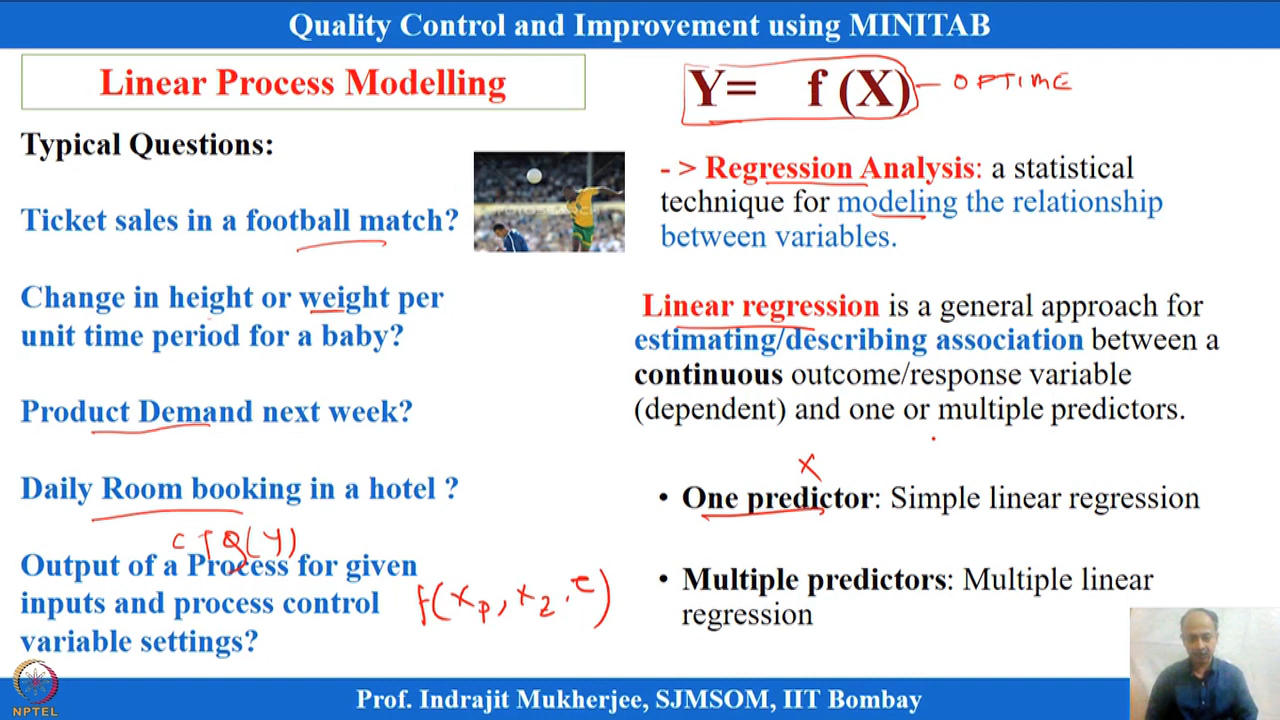 Quality Control and Improvement using MINITAB
Linear Process Modelling
Typical Questions:
Ticket sales in a football match?
Change in height or weight per
unit time period for a baby?
Product Demand next week?
Daily Room booking in a hotel ?
CTQ(Y)
Output of a Process for given
inputs and process control
variable settings?
Y= f (X)
OPTIME
- > Regression Analysis: a statistical
technique for modeling the relationship
between variables.
Linear regression is a general approach for
estimating/describing association between a
continuous outcome/response variable
(dependent) and one or multiple predictors.
X
• One predictor: Simple linear regression
• Multiple predictors: Multiple linear
regression
Prof. Indrajit Mukherjee, SJMSOM, IIT Bombay
NPTEL